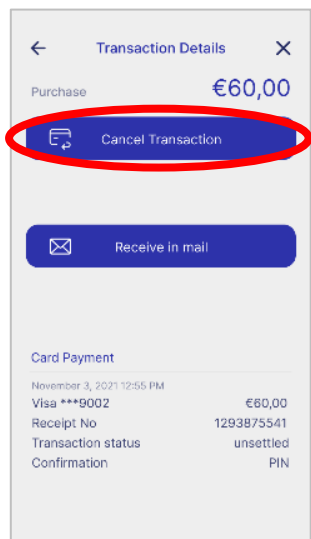 Transaction Details
Purchase €60,00
Cancel Transaction
Receive in mail
Card Payment
November 3, 2021 12:55 PM
Visa ***9002 €60,00
Receipt No 1293875541
Transaction status unsettled
Confirmation PIN